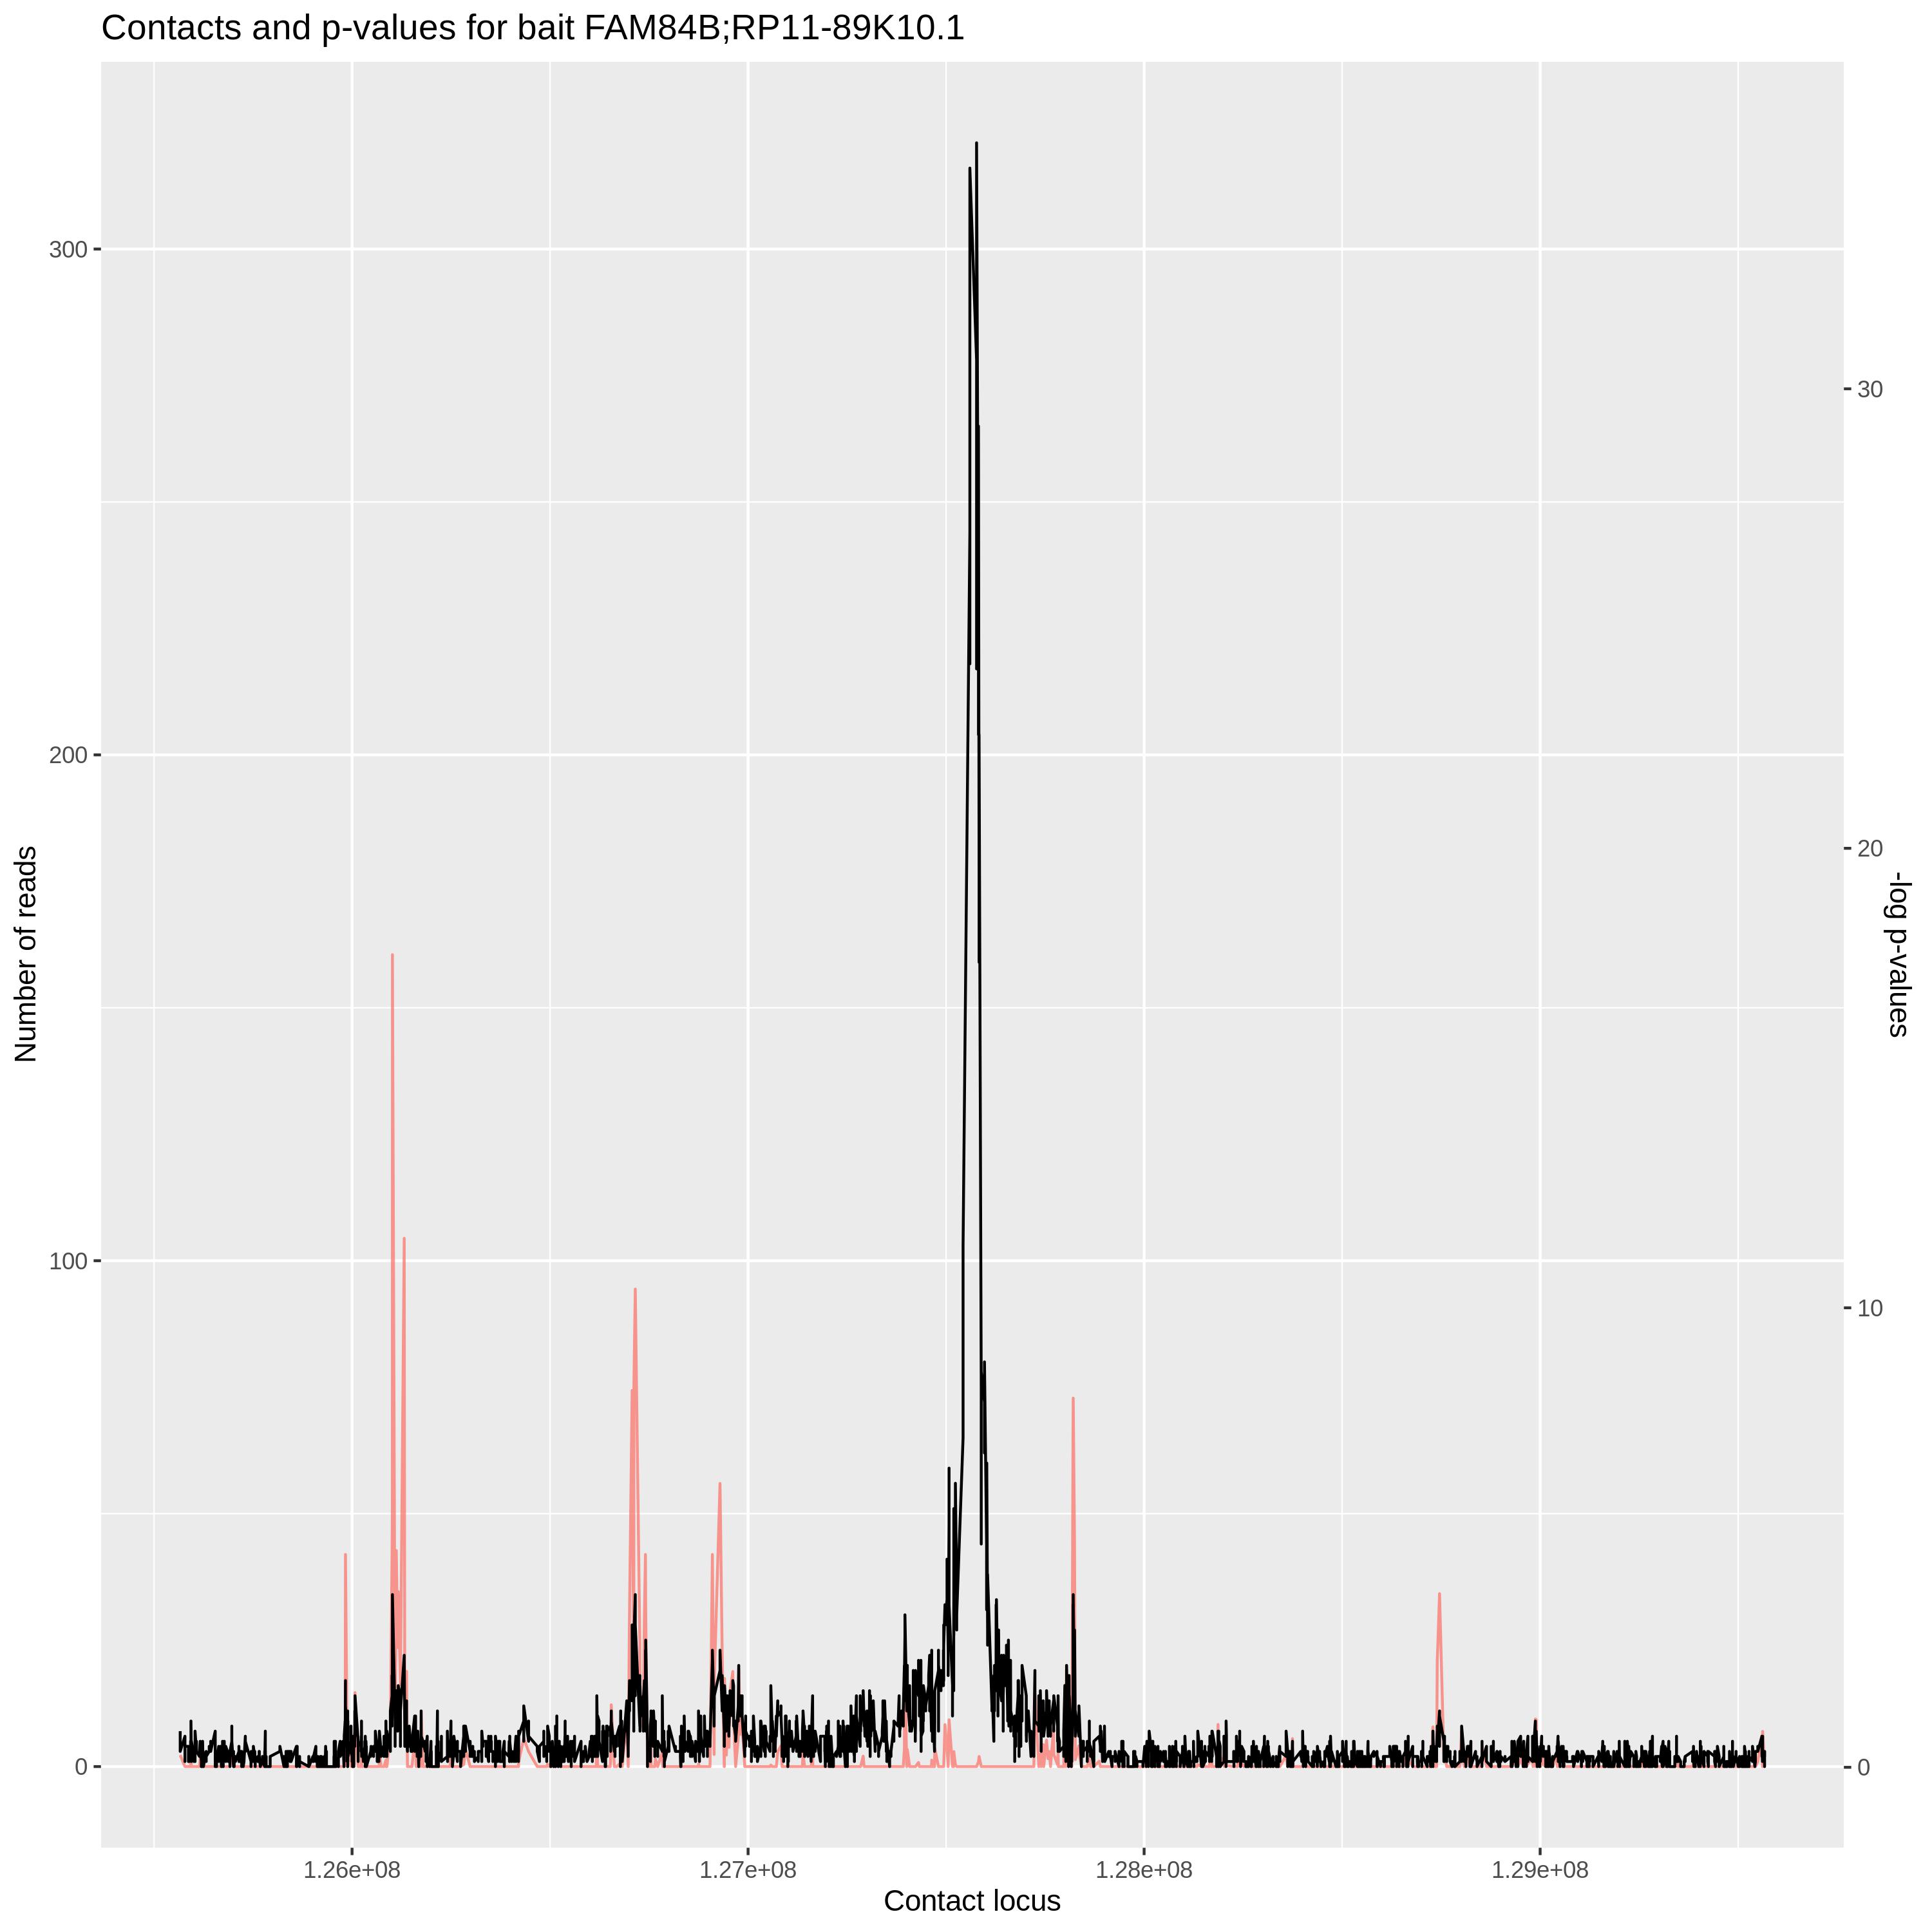 Contacts and p-values for bait FAM84B;RP11-89K10.1
300
200
100
0
Number of reads
30
20
10
0
-log p-values
1.26e+08
1.27e+08
1.28e+08
1.29e+08
Contact locus